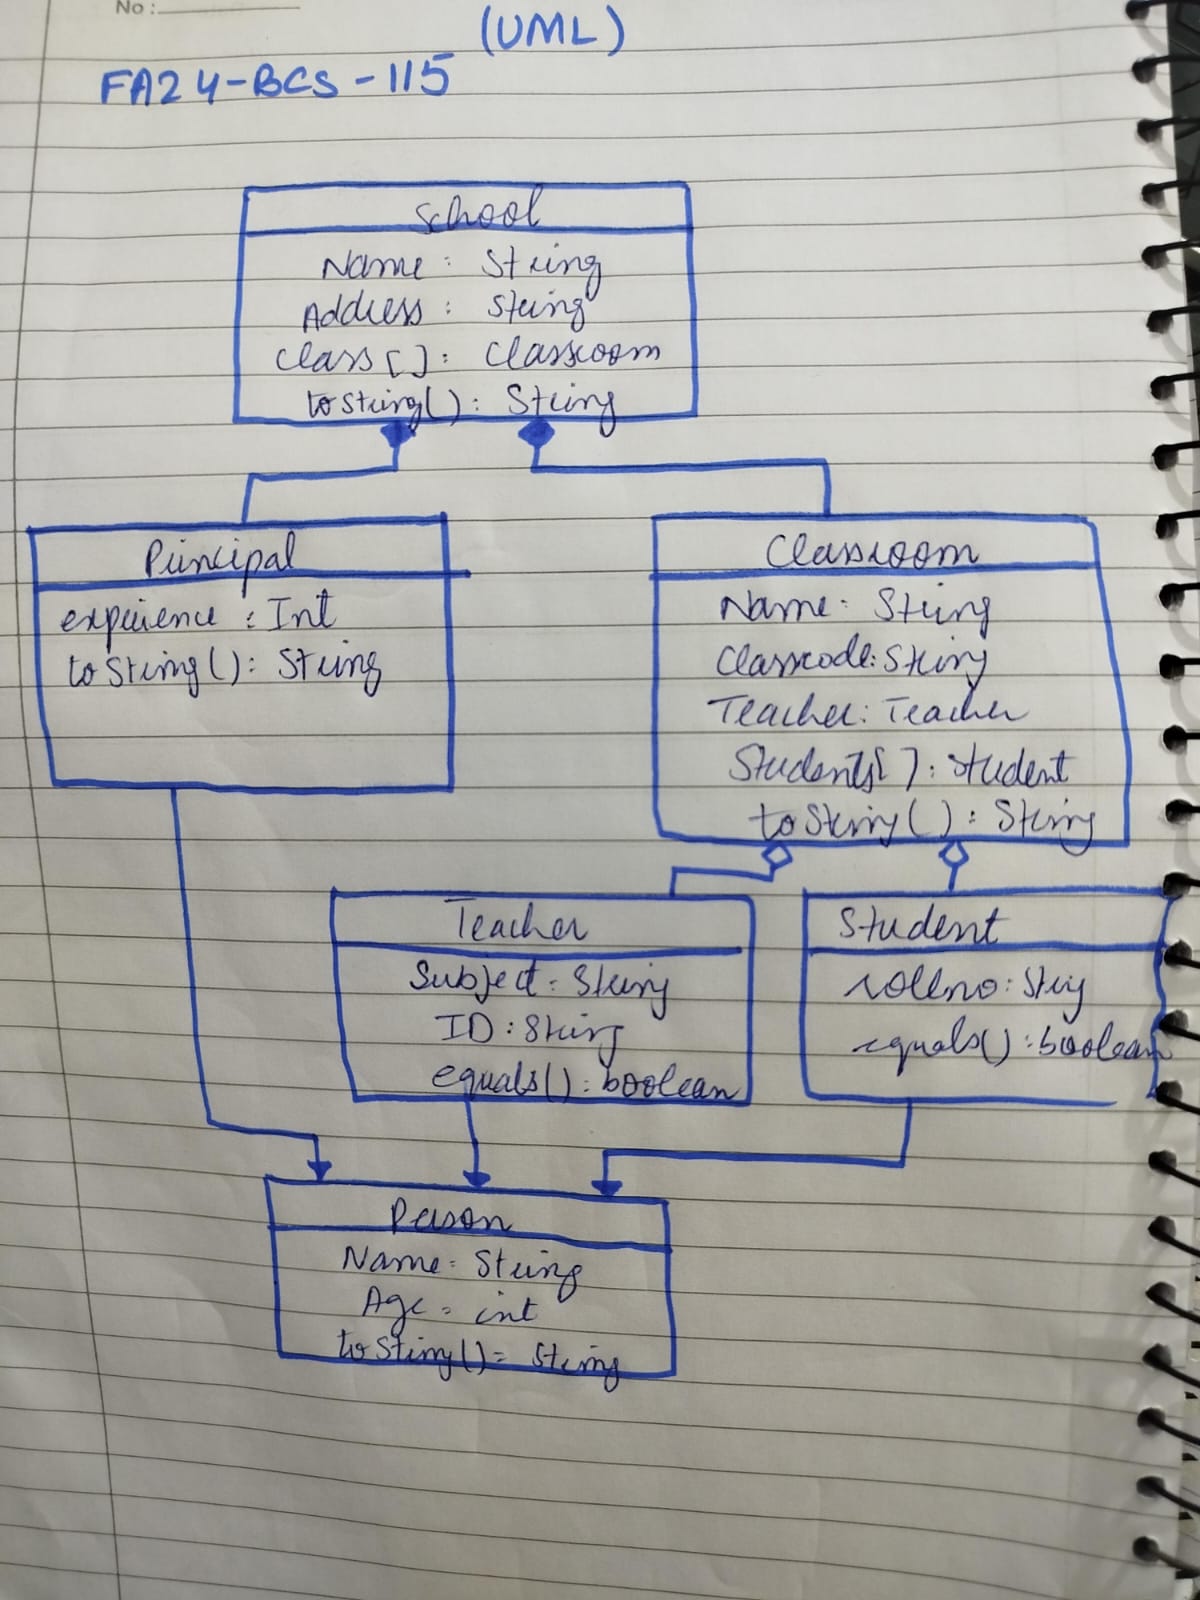 No:
(UML)
FA24-BCS-115
School
Name: String
Address: String
Class[]: Classroom
toString(): String
Principal
experience: Int
toString(): String
Classroom
Name: String
Classcode: String
Teacher: Teacher
Students[]: Student
toString(): String
Teacher
Subject: String
ID: String
equals(): boolean
Student
rollno: String
equals(): boolean
Person
Name: String
Age: int
toString(): String